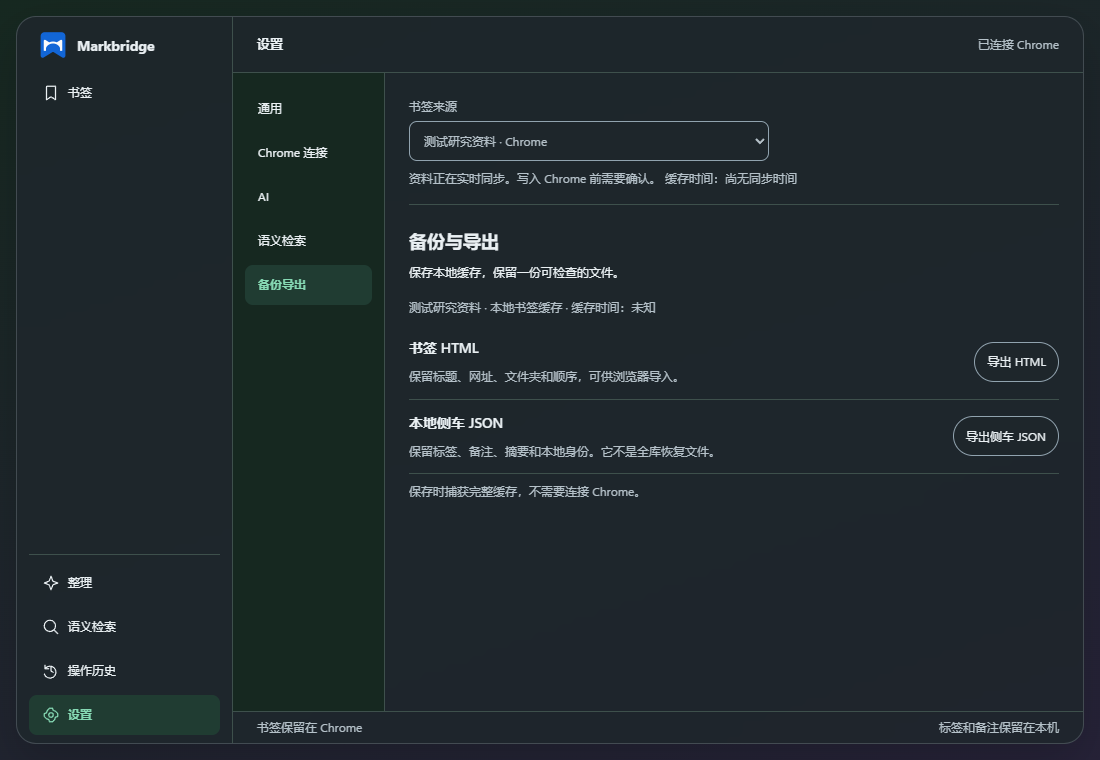 Markbridge
书签
整理
语义检索
操作历史
设置
设置
已连接 Chrome
通用
Chrome 连接
AI
语义检索
备份导出
书签来源
测试研究资料 · Chrome
资料正在实时同步。写入 Chrome 前需要确认。 缓存时间：尚无同步时间
备份与导出
保存本地缓存，保留一份可检查的文件。
测试研究资料 · 本地书签缓存 · 缓存时间：未知
书签 HTML
保留标题、网址、文件夹和顺序，可供浏览器导入。
导出 HTML
本地侧车 JSON
保留标签、备注、摘要和本地身份。它不是全库恢复文件。
导出侧车 JSON
保存时捕获完整缓存，不需要连接 Chrome。
书签保留在 Chrome
标签和备注保留在本机